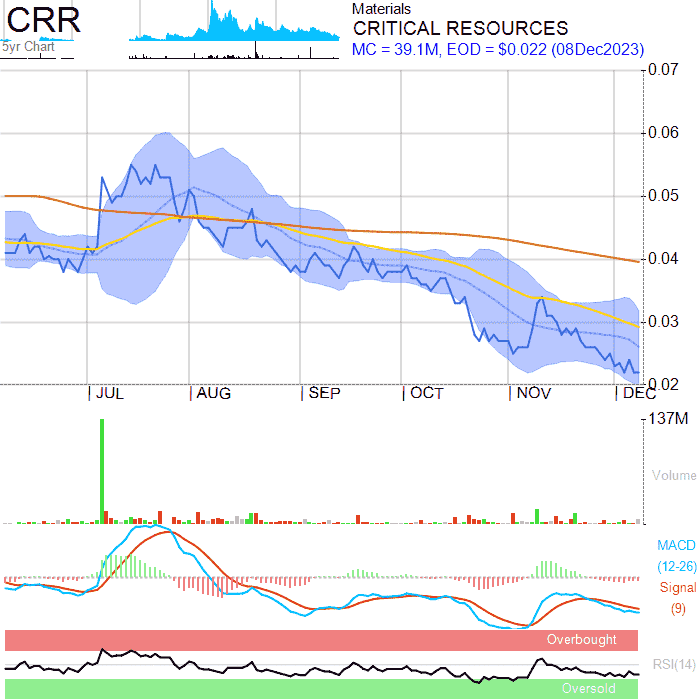 CRR
5yr Chart
Materials
CRITICAL RESOURCES
MC = 39.1M, EOD = $0.022 (08Dec2023)
0.07
0.06
0.05
0.04
0.03
0.02
JUL AUG SEP OCT NOV DEC
137M
Volume
MACD
(12-26)
Signal
(9)
Overbought
RSI(14)
Oversold